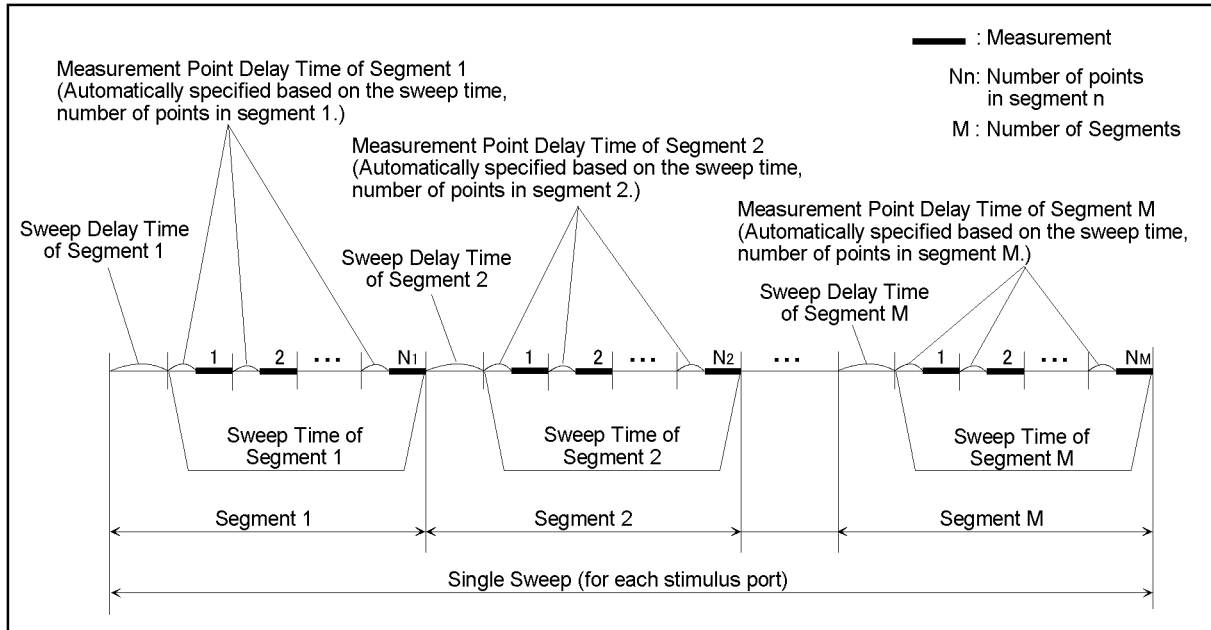 : Measurement
Nn: Number of points
in segment n
M : Number of Segments
Measurement Point Delay Time of Segment 1
(Automatically specified based on the sweep time,
number of points in segment 1.)
Measurement Point Delay Time of Segment 2
(Automatically specified based on the sweep time,
number of points in segment 2.)
Measurement Point Delay Time of Segment M
(Automatically specified based on the sweep time,
number of points in segment M.)
Sweep Delay Time
of Segment 1
Sweep Delay Time
of Segment 2
Sweep Delay Time
of Segment M
1 2 ... N1 1 2 ... N2 ... 1 2 ... NM
Sweep Time of
Segment 1
Sweep Time of
Segment 2
Sweep Time of
Segment M
Segment 1
Segment 2
Segment M
Single Sweep (for each stimulus port)